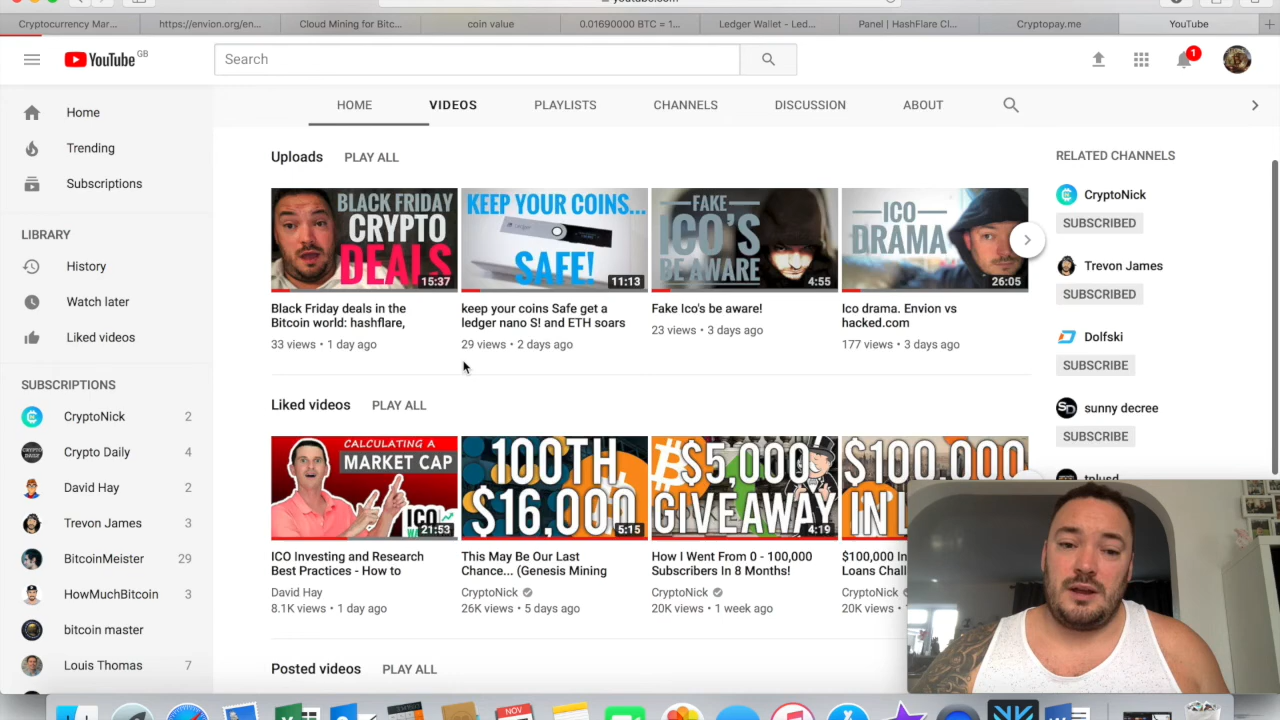 youtube.com
Cryptocurrency Mar...
https://envion.org/en...
Cloud Mining for Bitc...
coin value
0.01690000 BTC = 1...
Ledger Wallet - Led...
Panel | HashFlare Cl...
Cryptopay.me
YouTube
YouTube GB
Search
1
HOME
VIDEOS
PLAYLISTS
CHANNELS
DISCUSSION
ABOUT
Home
Trending
Subscriptions
LIBRARY
History
Watch later
Liked videos
SUBSCRIPTIONS
CryptoNick 2
Crypto Daily 4
David Hay 2
Trevon James 3
BitcoinMeister 29
HowMuchBitcoin 3
bitcoin master
Louis Thomas 7
Uploads PLAY ALL
BLACK FRIDAY
CRYPTO
DEALS
15:37
Black Friday deals in the
Bitcoin world: hashflare,
33 views • 1 day ago
KEEP YOUR COINS...
SAFE!
11:13
keep your coins Safe get a
ledger nano S! and ETH soars
29 views • 2 days ago
FAKE
ICO'S
BE AWARE
4:55
Fake Ico's be aware!
23 views • 3 days ago
ICO
DRAMA
26:05
Ico drama. Envion vs
hacked.com
177 views • 3 days ago
Liked videos PLAY ALL
CALCULATING A
MARKET CAP
ICO
21:53
ICO Investing and Research
Best Practices - How to
David Hay
8.1K views • 1 day ago
100TH
$16,000
5:15
This May Be Our Last
Chance... (Genesis Mining
CryptoNick
26K views • 5 days ago
$5,000
GIVEAWAY
4:19
How I Went From 0 - 100,000
Subscribers In 8 Months!
CryptoNick
20K views • 1 week ago
$100,000
IN
$100,000 In
Loans Chall
CryptoNick
20K views •
Posted videos PLAY ALL
RELATED CHANNELS
CryptoNick
SUBSCRIBED
Trevon James
SUBSCRIBED
Dolfski
SUBSCRIBE
SD
sunny decree
SUBSCRIBE
NOV